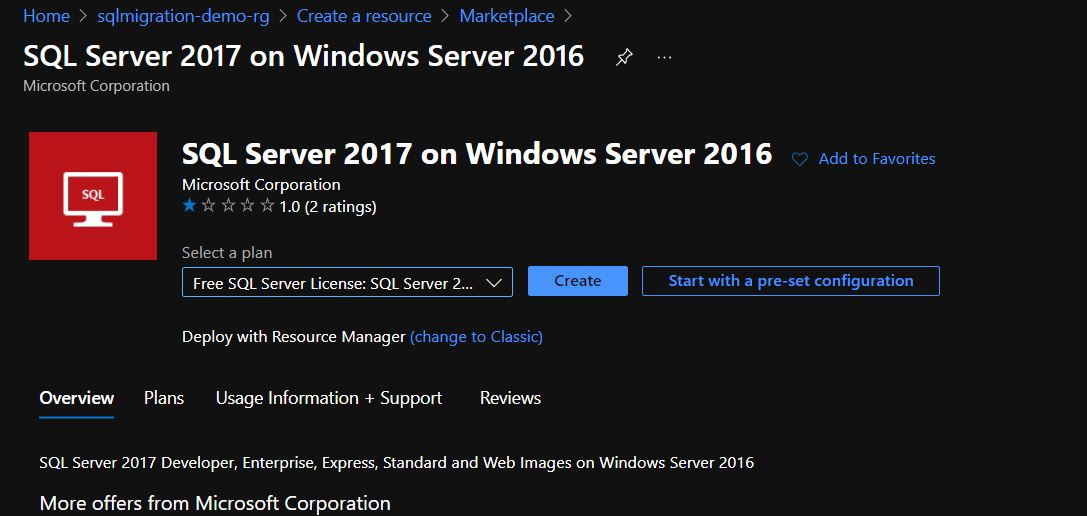 Home > sqlmigration-demo-rg > Create a resource > Marketplace >
SQL Server 2017 on Windows Server 2016 ...
Microsoft Corporation
SQL
SQL Server 2017 on Windows Server 2016 Add to Favorites
Microsoft Corporation
1.0 (2 ratings)
Select a plan
Free SQL Server License: SQL Server 2... Create Start with a pre-set configuration
Deploy with Resource Manager (change to Classic)
Overview Plans Usage Information + Support Reviews
SQL Server 2017 Developer, Enterprise, Express, Standard and Web Images on Windows Server 2016
More offers from Microsoft Corporation